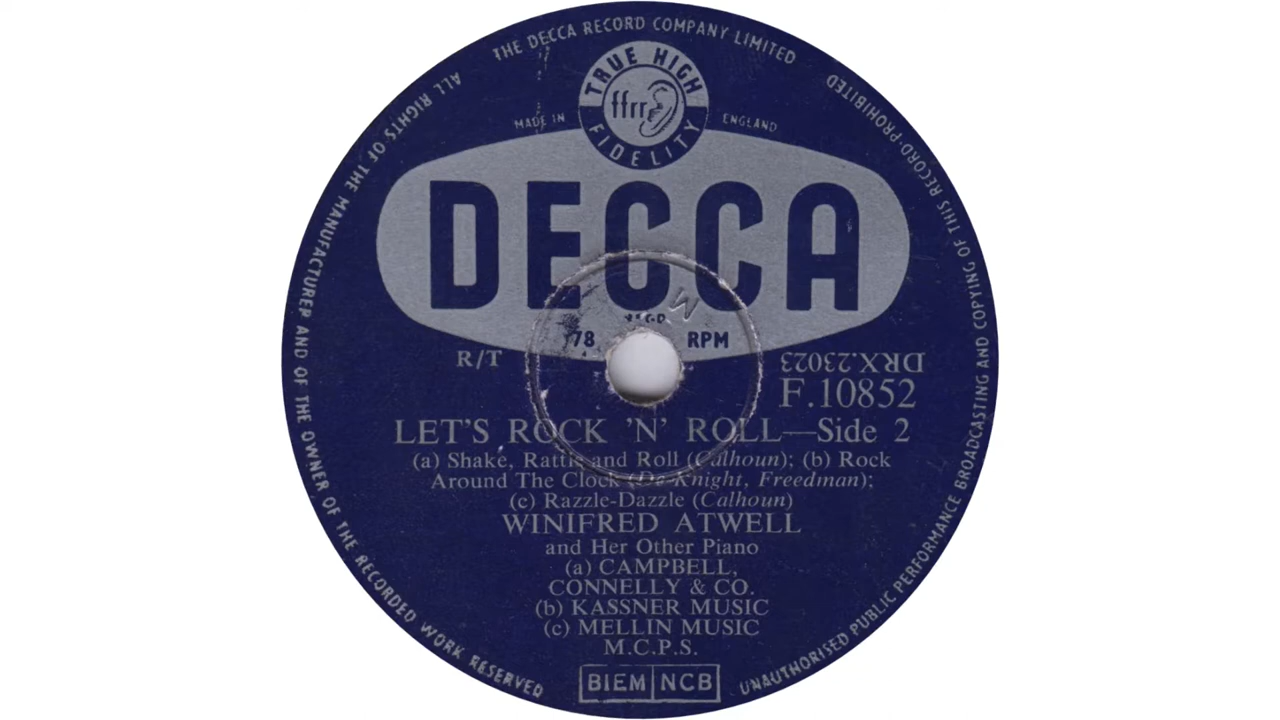 THE DECCA RECORD COMPANY LIMITED
ALL RIGHTS OF THE MANUFACTURER AND OF THE OWNER OF THE RECORDED WORK RESERVED
UNAUTHORISED PUBLIC PERFORMANCE BROADCASTING AND COPYING OF THIS RECORD PROHIBITED
TRUE HIGH
ffrr
FIDELITY
MADE IN ENGLAND
DECCA
78 RPM
R/T DRX.23023
F.10852
LET'S ROCK 'N' ROLL—Side 2
(a) Shake, Rattle and Roll (Calhoun); (b) Rock
Around The Clock (De Knight, Freedman);
(c) Razzle-Dazzle (Calhoun)
WINIFRED ATWELL
and Her Other Piano
(a) CAMPBELL,
CONNELLY & CO.
(b) KASSNER MUSIC
(c) MELLIN MUSIC
M.C.P.S.
BIEM NCB